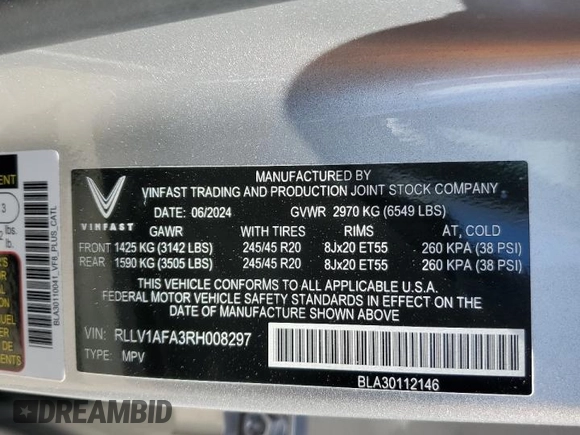 MANUFACTURED BY
VINFAST TRADING AND PRODUCTION JOINT STOCK COMPANY
VINFAST
DATE: 06/2024 GVWR 2970 KG (6549 LBS)
GAWR WITH TIRES RIMS AT, COLD
FRONT 1425 KG (3142 LBS) 245/45 R20 8Jx20 ET55 260 KPA (38 PSI)
REAR 1590 KG (3505 LBS) 245/45 R20 8Jx20 ET55 260 KPA (38 PSI)
THIS VEHICLE CONFORMS TO ALL APPLICABLE U.S.
FEDERAL MOTOR VEHICLE SAFETY STANDARDS IN EFFECT ON THE
DATE OF MANUFACTURE SHOWN ABOVE
VIN: RLLV1AFA3RH008297
TYPE: MPV
BLA30112146
BLA30110041_VF8_PLUS_CATL
3
lbs.
lb.
DREAMBID